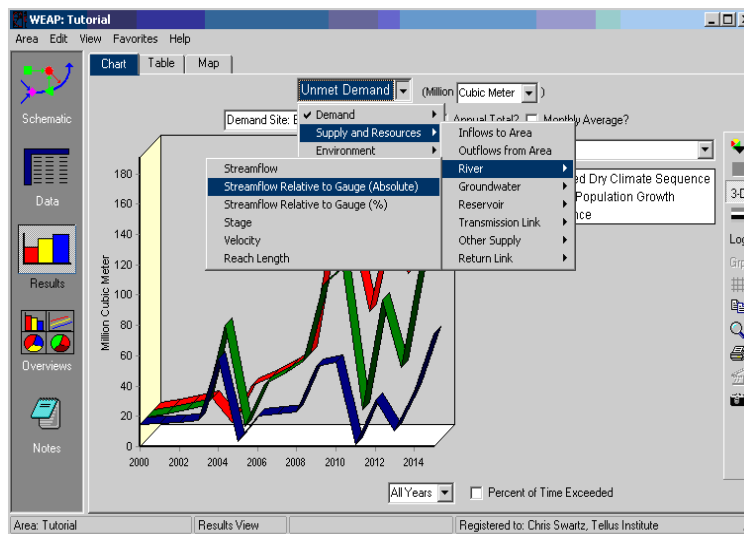 WEAP: Tutorial
Area Edit View Favorites Help
Chart Table Map
Unmet Demand (Million Cubic Meter )
Demand Site: Annual Total? Monthly Average?
Demand
Supply and Resources
Environment
Inflows to Area
Outflows from Area
River
Groundwater
Reservoir
Transmission Link
Other Supply
Return Link
Streamflow
Streamflow Relative to Gauge (Absolute)
Streamflow Relative to Gauge (%)
Stage
Velocity
Reach Length
ed Dry Climate Sequence
Population Growth
nce
Schematic
Data
Results
Overviews
Notes
3-D
Log
Grp
Million Cubic Meter
180
160
140
120
100
80
60
40
20
0
2000 2002 2004 2006 2008 2010 2012 2014
All Years Percent of Time Exceeded
Area: Tutorial Results View Registered to: Chris Swartz, Tellus Institute